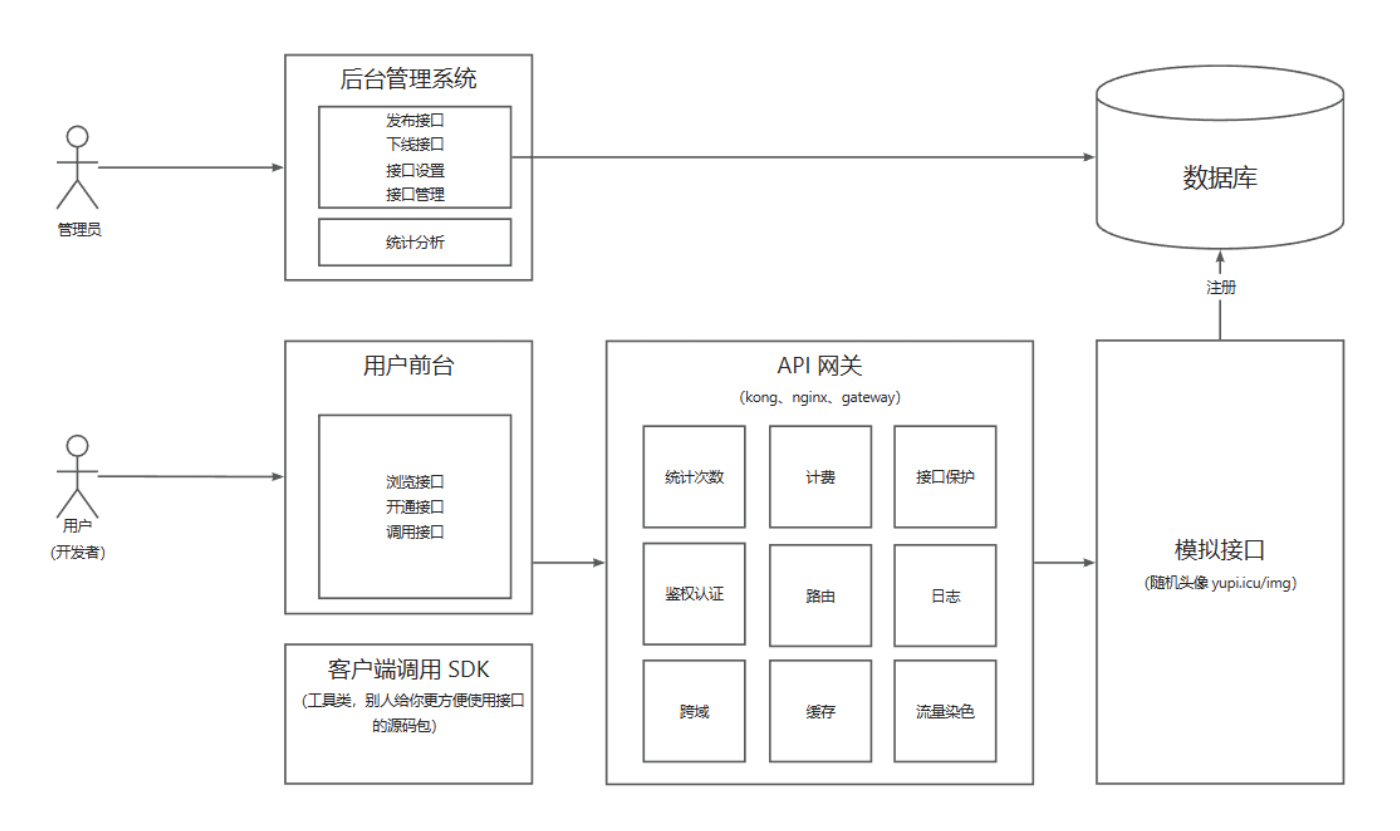 后台管理系统
发布接口
下线接口
接口设置
接口管理
统计分析
管理员
数据库
注册
用户前台
浏览接口
开通接口
调用接口
用户
(开发者)
客户端调用 SDK
(工具类，别人给你更方便使用接口
的源码包)
API 网关
(kong、nginx、gateway)
统计次数
计费
接口保护
鉴权认证
路由
日志
跨域
缓存
流量染色
模拟接口
(随机头像 yupi.icu/img)